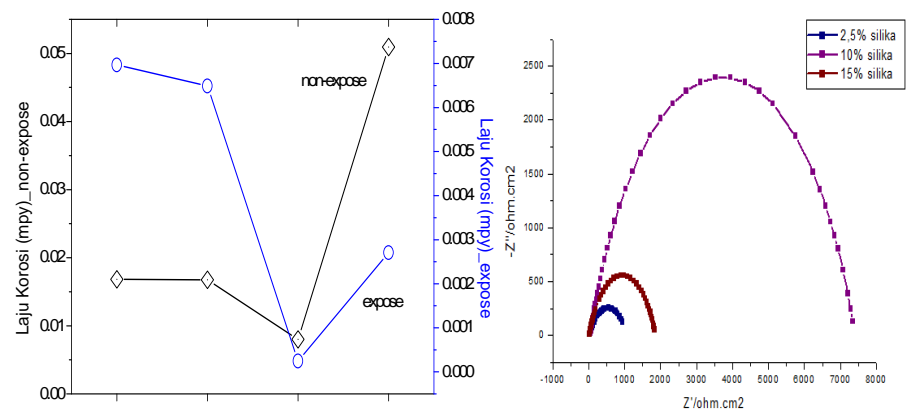 Laju Korosi (mpy)_non-expose
0.05
0.04
0.03
0.02
0.01
0.00
non-expose
expose
0.008
0.007
0.006
0.005
0.004
0.003
0.002
0.001
0.000
Laju Korosi (mpy)_expose
2,5% silika
10% silika
15% silika
-Z''/ohm.cm2
2500
2000
1500
1000
500
0
-1000 0 1000 2000 3000 4000 5000 6000 7000 8000
Z'/ohm.cm2